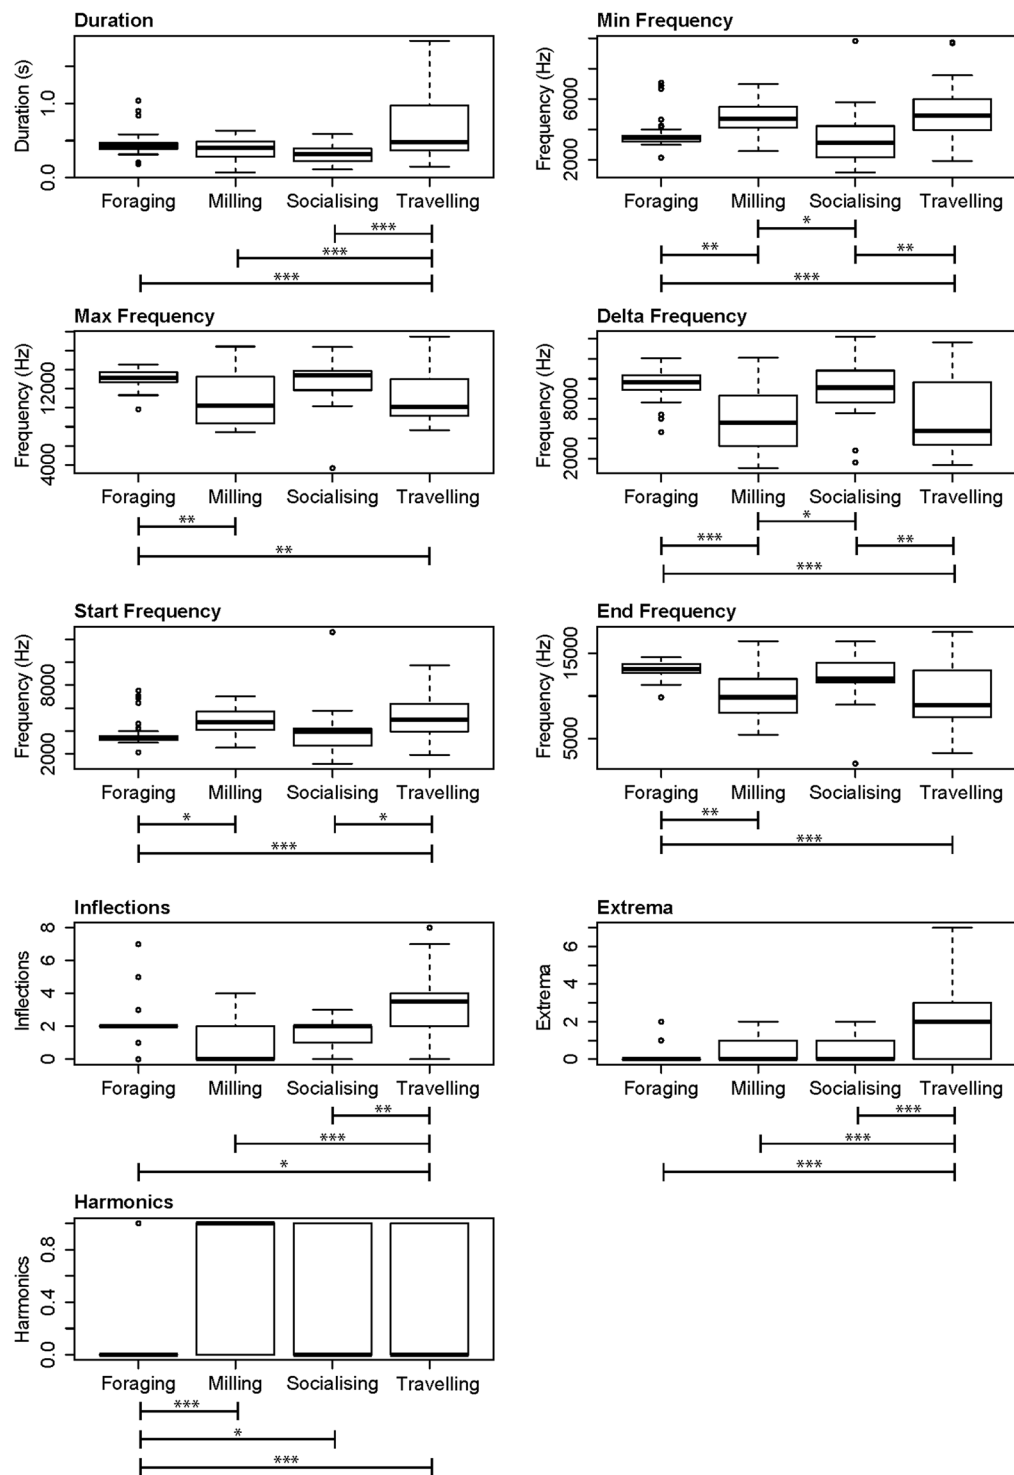 Duration
Duration (s)
0.0 1.0
Foraging Milling Socialising Travelling
***
***
***
Min Frequency
Frequency (Hz)
2000 6000
Foraging Milling Socialising Travelling
*
** **
***
Max Frequency
Frequency (Hz)
4000 12000
Foraging Milling Socialising Travelling
**
**
Delta Frequency
Frequency (Hz)
2000 8000
Foraging Milling Socialising Travelling
*
*** **
***
Start Frequency
Frequency (Hz)
2000 8000
Foraging Milling Socialising Travelling
* *
***
End Frequency
Frequency (Hz)
5000 15000
Foraging Milling Socialising Travelling
**
***
Inflections
Inflections
0 2 4 6 8
Foraging Milling Socialising Travelling
**
***
*
Extrema
Extrema
0 2 4 6
Foraging Milling Socialising Travelling
***
***
***
Harmonics
Harmonics
0.0 0.4 0.8
Foraging Milling Socialising Travelling
***
*
***